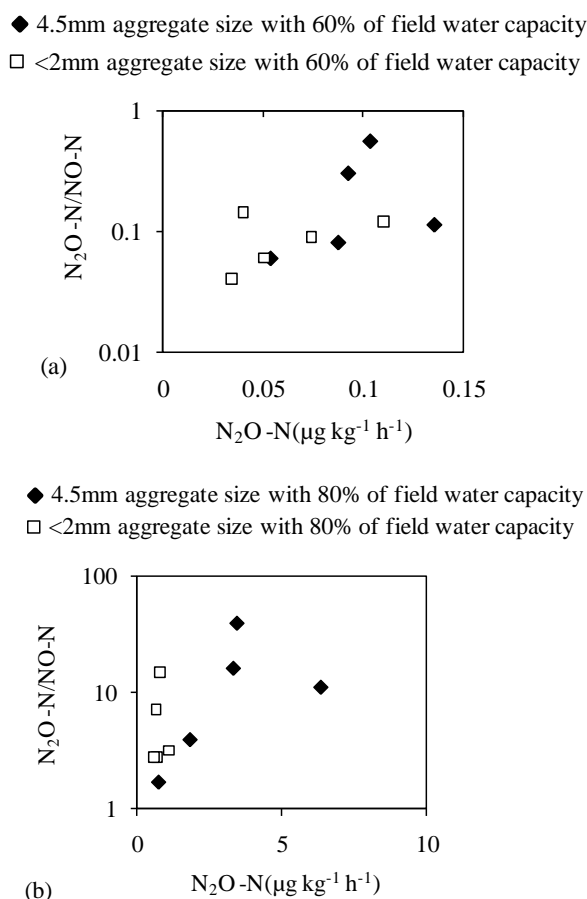 4.5mm aggregate size with 60% of field water capacity
<2mm aggregate size with 60% of field water capacity
1
0.1
0.01
N₂O-N/NO-N
(a)
0 0.05 0.1 0.15
N₂O-N(µg kg⁻¹ h⁻¹)
4.5mm aggregate size with 80% of field water capacity
<2mm aggregate size with 80% of field water capacity
100
10
1
N₂O-N/NO-N
0 5 10
(b)
N₂O-N(µg kg⁻¹ h⁻¹)